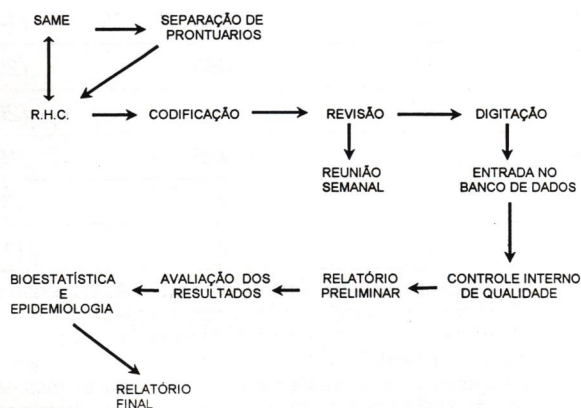 SAME
SEPARAÇÃO DE
PRONTUARIOS
R.H.C.
CODIFICAÇÃO
REVISÃO
DIGITAÇÃO
REUNIÃO
SEMANAL
ENTRADA NO
BANCO DE DADOS
BIOESTATÍSTICA
E
EPIDEMIOLOGIA
AVALIAÇÃO DOS
RESULTADOS
RELATÓRIO
PRELIMINAR
CONTROLE INTERNO
DE QUALIDADE
RELATÓRIO
FINAL